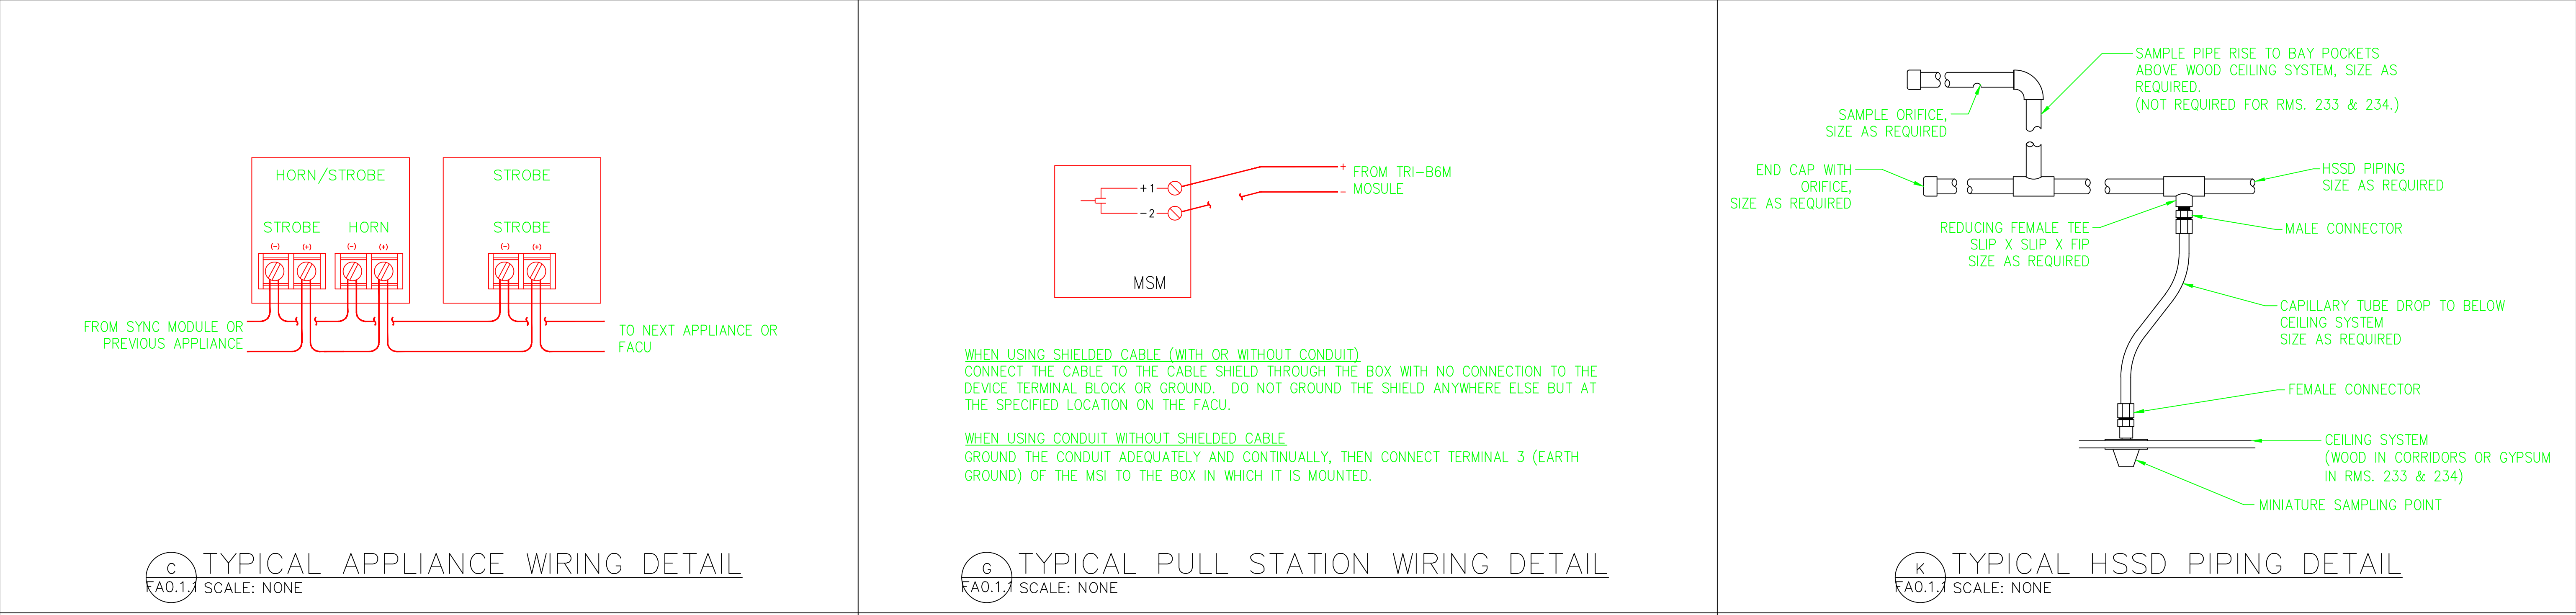 HORN/STROBE
STROBE
STROBE
HORN
STROBE
(-)
(+)
(-)
(+)
(-)
(+)
FROM SYNC MODULE OR
PREVIOUS APPLIANCE
TO NEXT APPLIANCE OR
FACU
C
FA0.1.1
TYPICAL APPLIANCE WIRING DETAIL
SCALE: NONE
+1
-2
MSM
+
-
FROM TRI-B6M
MOSULE
WHEN USING SHIELDED CABLE (WITH OR WITHOUT CONDUIT)
CONNECT THE CABLE TO THE CABLE SHIELD THROUGH THE BOX WITH NO CONNECTION TO THE
DEVICE TERMINAL BLOCK OR GROUND. DO NOT GROUND THE SHIELD ANYWHERE ELSE BUT AT
THE SPECIFIED LOCATION ON THE FACU.
WHEN USING CONDUIT WITHOUT SHIELDED CABLE
GROUND THE CONDUIT ADEQUATELY AND CONTINUALLY, THEN CONNECT TERMINAL 3 (EARTH
GROUND) OF THE MSI TO THE BOX IN WHICH IT IS MOUNTED.
G
FA0.1.1
TYPICAL PULL STATION WIRING DETAIL
SCALE: NONE
SAMPLE PIPE RISE TO BAY POCKETS
ABOVE WOOD CEILING SYSTEM, SIZE AS
REQUIRED.
(NOT REQUIRED FOR RMS. 233 & 234.)
SAMPLE ORIFICE,
SIZE AS REQUIRED
END CAP WITH
ORIFICE,
SIZE AS REQUIRED
HSSD PIPING
SIZE AS REQUIRED
REDUCING FEMALE TEE
SLIP X SLIP X FIP
SIZE AS REQUIRED
MALE CONNECTOR
CAPILLARY TUBE DROP TO BELOW
CEILING SYSTEM
SIZE AS REQUIRED
FEMALE CONNECTOR
CEILING SYSTEM
(WOOD IN CORRIDORS OR GYPSUM
IN RMS. 233 & 234)
MINIATURE SAMPLING POINT
K
FA0.1.1
TYPICAL HSSD PIPING DETAIL
SCALE: NONE